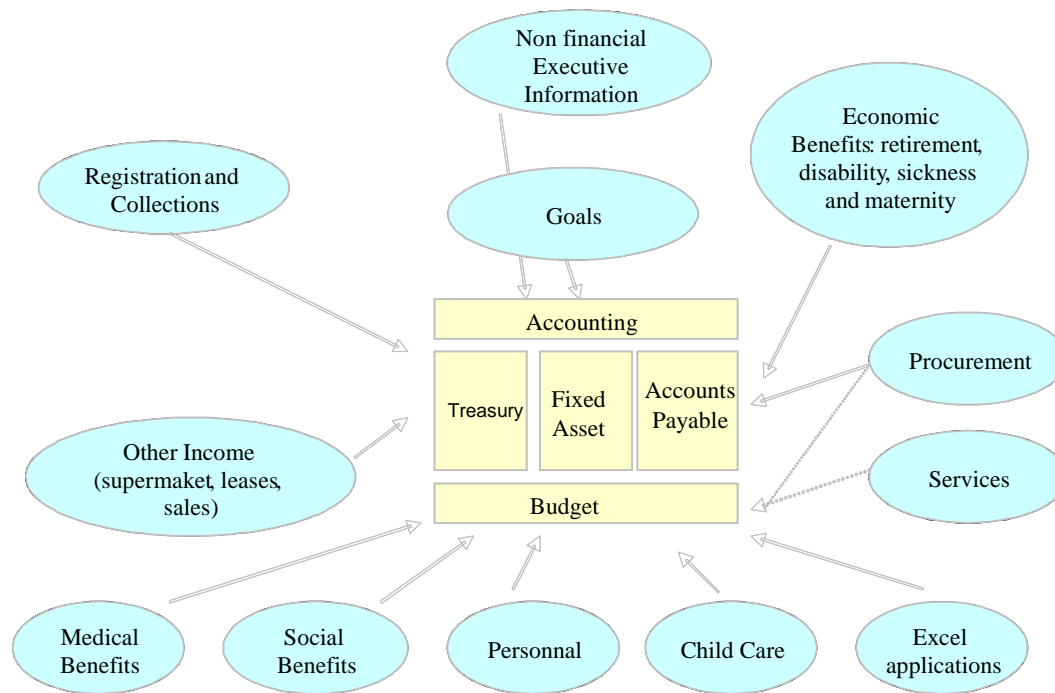 Non financial
Executive
Information
Economic
Benefits: retirement,
disability, sickness
and maternity
Registration and
Collections
Goals
Accounting
Procurement
Treasury
Fixed
Asset
Accounts
Payable
Other Income
(supermaket, leases,
sales)
Services
Budget
Medical
Benefits
Social
Benefits
Personnal
Child Care
Excel
applications